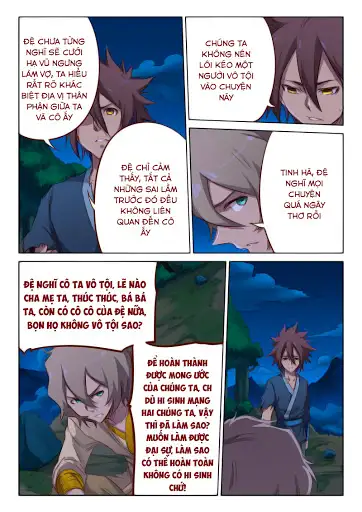 ĐỆ CHƯA TỪNG
NGHĨ SẼ CƯỚI
HẠ VŨ NGƯNG
LÀM VỢ, TA HIỂU
RẤT RÕ KHÁC
BIỆT ĐỊA VỊ THÂN
PHẬN GIỮA TA
VÀ CÔ ẤY
CHÚNG TA
KHÔNG NÊN
LÔI KÉO MỘT
NGƯỜI VÔ TỘI
VÀO CHUYỆN
NÀY
ĐỆ CHỈ CẢM
THẤY, TẤT CẢ
NHỮNG SAI LẦM
TRƯỚC ĐÓ ĐỀU
KHÔNG LIÊN
QUAN ĐẾN CÔ
ẤY
TINH HÀ, ĐỆ
NGHĨ MỌI
CHUYỆN
QUÁ NGÂY
THƠ RỒI
ĐỆ NGHĨ CÔ TA VÔ TỘI, LẼ NÀO
CHA MẸ TA, THÚC THÚC, BÁ BÁ
TA, CÒN CÓ CÔ CÔ CỦA ĐỆ NỮA,
BỌN HỌ KHÔNG VÔ TỘI SAO?
ĐỂ HOÀN THÀNH
ĐƯỢC MONG ƯỚC
CỦA CHÚNG TA, CH
DÙ HI SINH MẠNG
HAI CHÚNG TA, VẬY
THÌ ĐÃ LÀM SAO?
MUỐN LÀM ĐƯỢC
ĐẠI SỰ, LÀM SAO
CÓ THỂ HOÀN TOÀN
KHÔNG CÓ HI SINH
CHỨ!